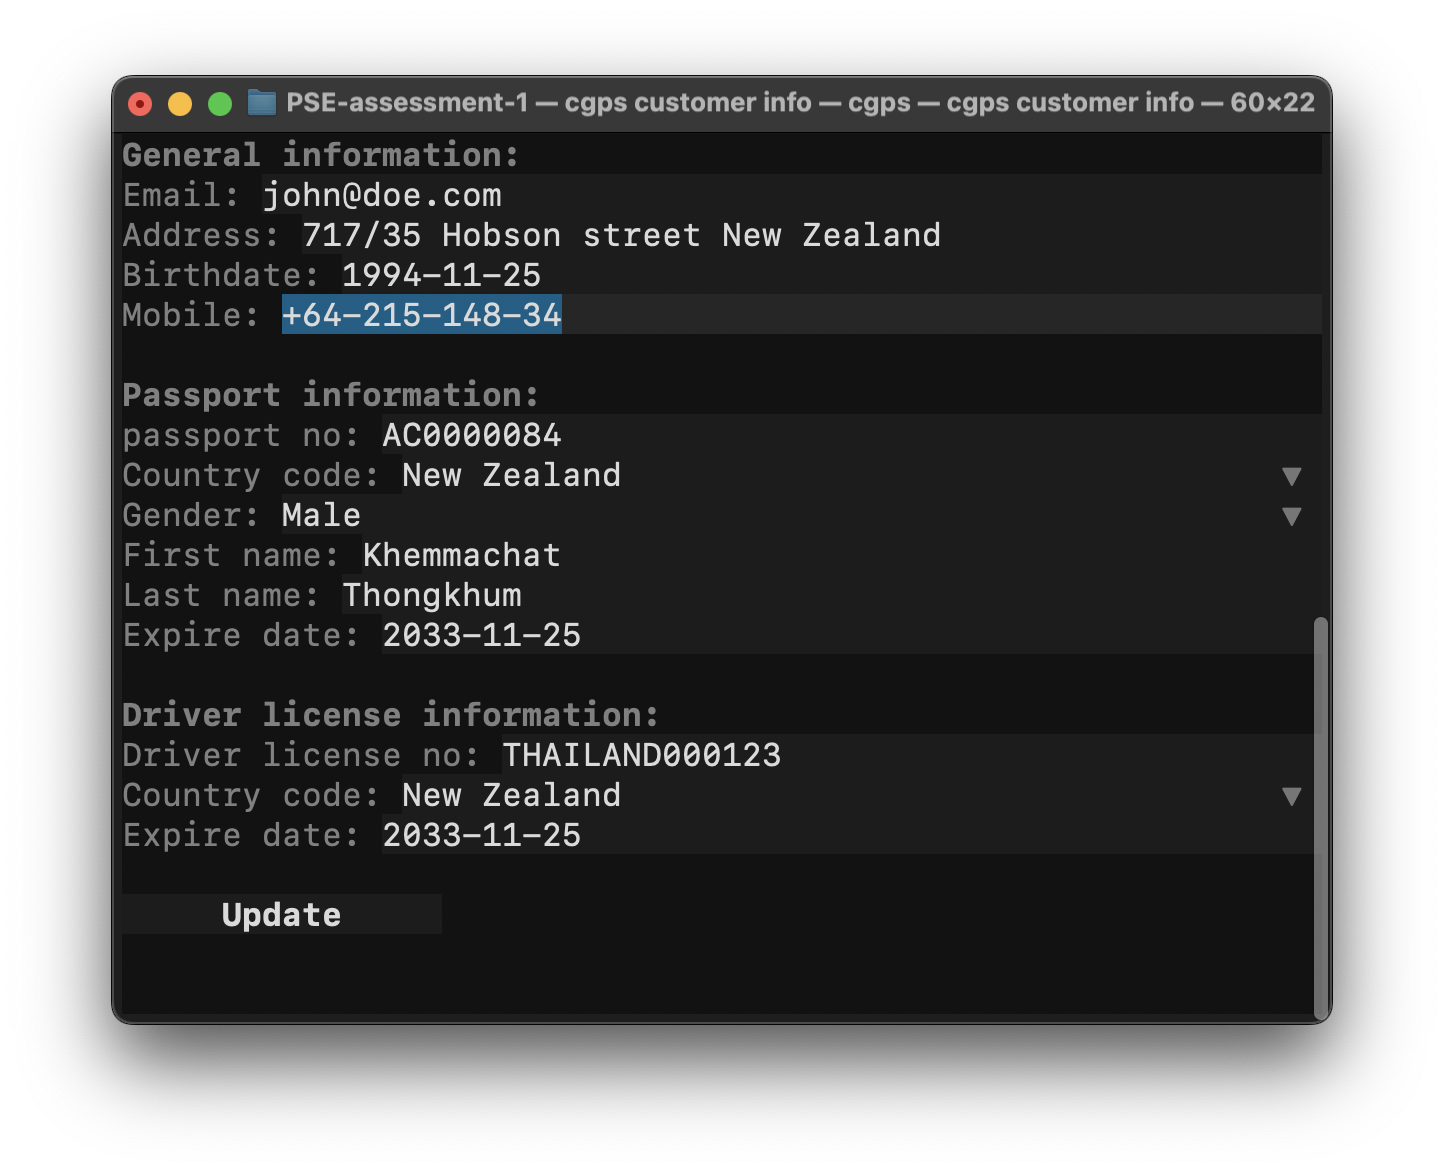 PSE-assessment-1 — cgps customer info — cgps — cgps customer info — 60×22
General information:
Email: john@doe.com
Address: 717/35 Hobson street New Zealand
Birthdate: 1994-11-25
Mobile: +64-215-148-34
Passport information:
passport no: AC0000084
Country code: New Zealand ▼
Gender: Male ▼
First name: Khemmachat
Last name: Thongkhum
Expire date: 2033-11-25
Driver license information:
Driver license no: THAILAND000123
Country code: New Zealand ▼
Expire date: 2033-11-25
Update